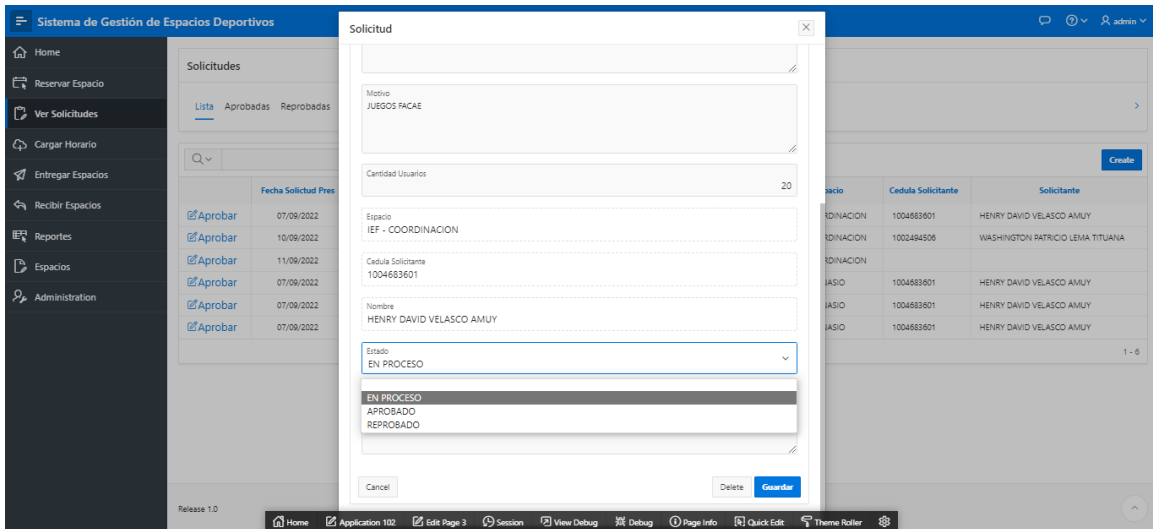 Sistema de Gestión de Espacios Deportivos
admin
Home
Reservar Espacio
Ver Solicitudes
Cargar Horario
Entregar Espacios
Recibir Espacios
Reportes
Espacios
Administration
Solicitudes
Lista Aprobadas Reprobadas
Create
Fecha Solicitud Pres
pacio Cedula Solicitante Solicitante
Aprobar 07/09/2022 RDINACION 1004683601 HENRY DAVID VELASCO AMUY
Aprobar 10/09/2022 RDINACION 1002494506 WASHINGTON PATRICIO LEMA TITUANA
Aprobar 11/09/2022 RDINACION
Aprobar 07/09/2022 NASIO 1004683601 HENRY DAVID VELASCO AMUY
Aprobar 07/09/2022 NASIO 1004683601 HENRY DAVID VELASCO AMUY
Aprobar 07/09/2022 NASIO 1004683601 HENRY DAVID VELASCO AMUY
1 - 6
Solicitud
Motivo
JUEGOS FACAE
Cantidad Usuarios
20
Espacio
IEF - COORDINACION
Cedula Solicitante
1004683601
Nombre
HENRY DAVID VELASCO AMUY
Estado
EN PROCESO
EN PROCESO
APROBADO
REPROBADO
Cancel Delete Guardar
Release 1.0
Home Application 102 Edit Page 3 Session View Debug Debug Page Info Quick Edit Theme Roller